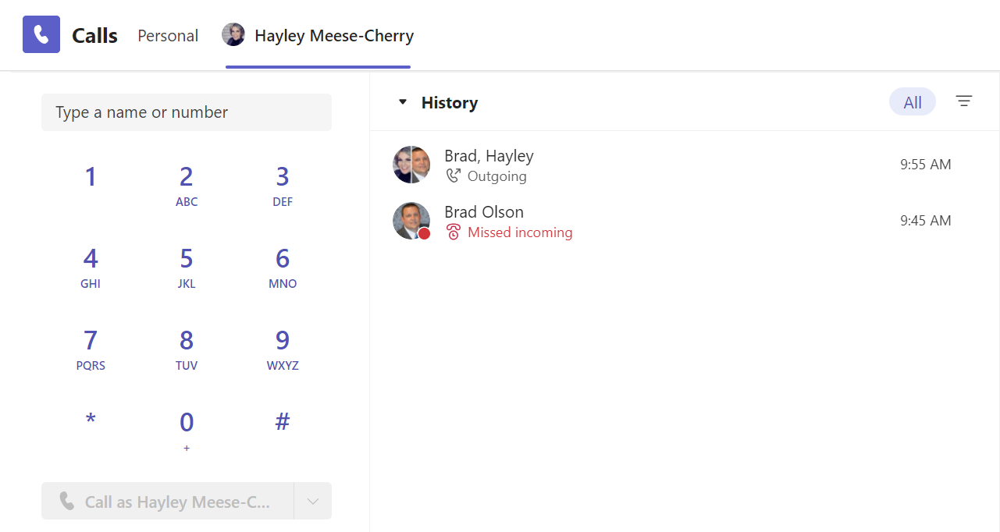 Calls Personal Hayley Meese-Cherry
Type a name or number
1 2 3
ABC DEF
4 5 6
GHI JKL MNO
7 8 9
PQRS TUV WXYZ
* 0 #
+
Call as Hayley Meese-C...
History All
Brad, Hayley
Outgoing
9:55 AM
Brad Olson
Missed incoming
9:45 AM